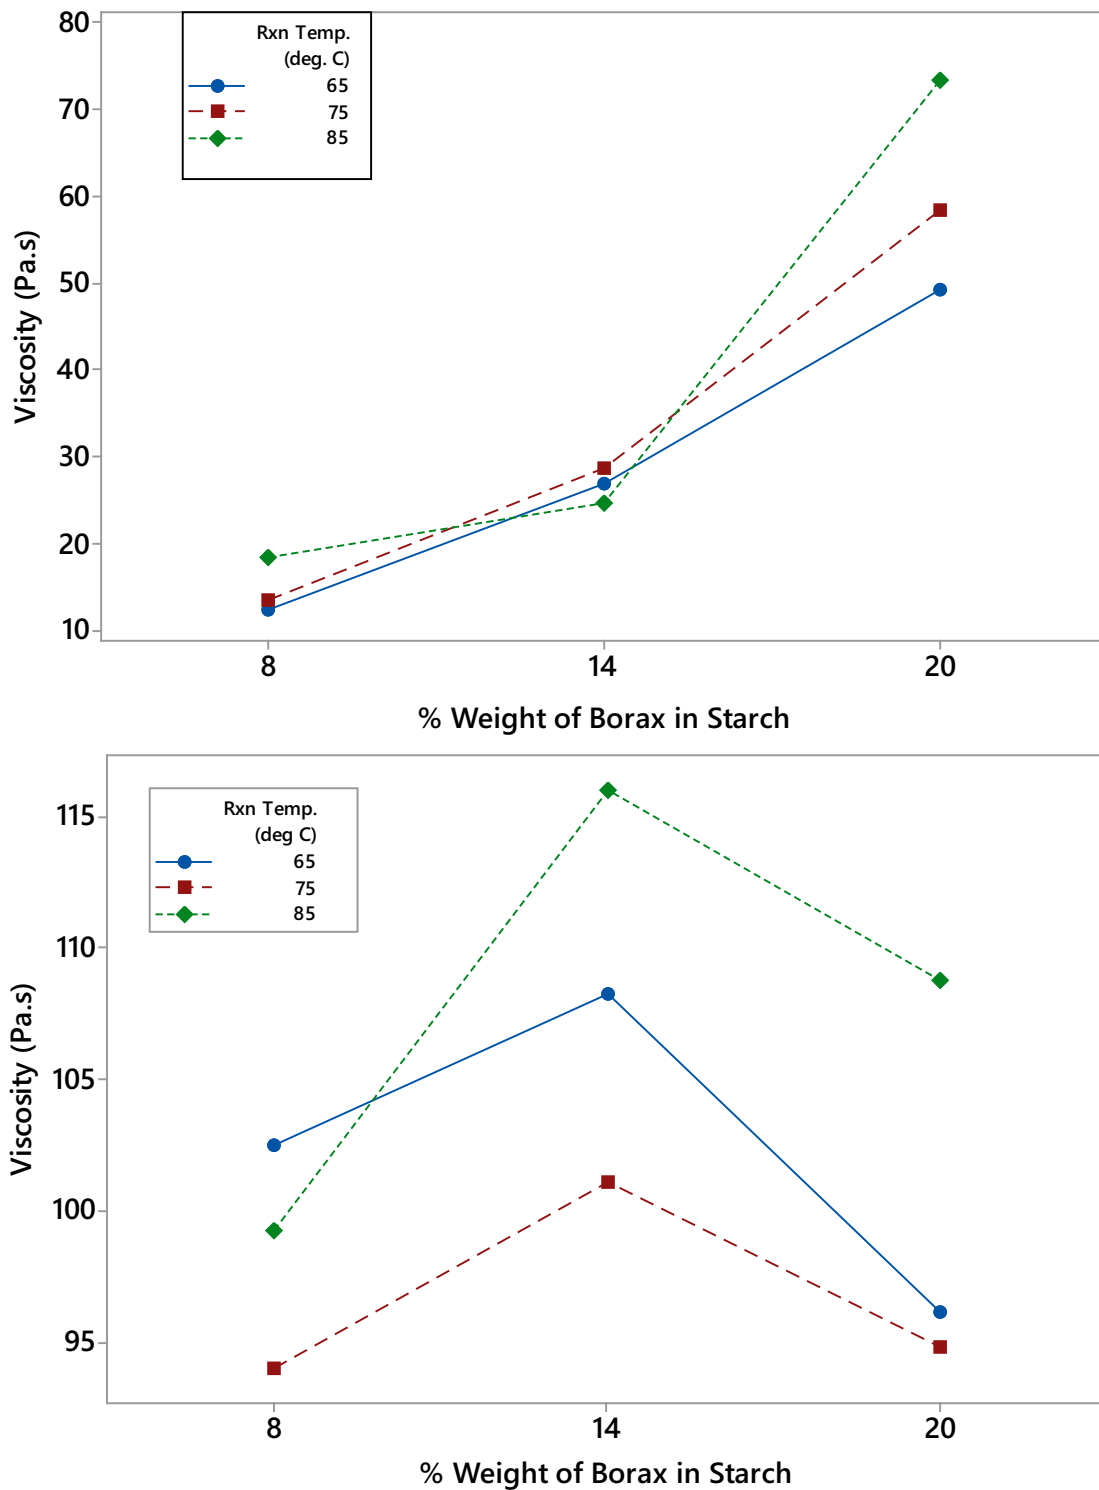 80
70
60
50
40
30
20
10
Viscosity (Pa.s)
Rxn Temp.
(deg. C)
65
75
85
8 14 20
% Weight of Borax in Starch
115
110
105
100
95
Viscosity (Pa.s)
Rxn Temp.
(deg C)
65
75
85
8 14 20
% Weight of Borax in Starch